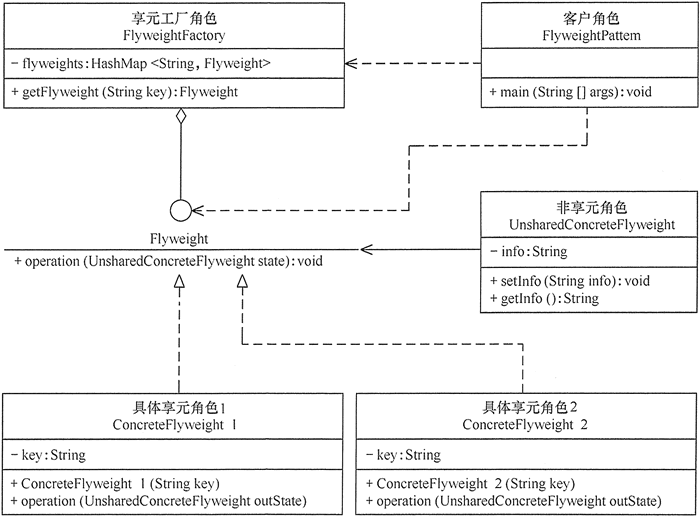 享元工厂角色
FlyweightFactory
- flyweights:HashMap <String, Flyweight>
+ getFlyweight (String key):Flyweight
客户角色
FlyweightPattem
+ main (String [] args):void
Flyweight
+ operation (UnsharedConcreteFlyweight state):void
非享元角色
UnsharedConcreteFlyweight
- info:String
+ setInfo (String info):void
+ getInfo ():String
具体享元角色1
ConcreteFlyweight 1
- key:String
+ ConcreteFlyweight 1 (String key)
+ operation (UnsharedConcreteFlyweight outState)
具体享元角色2
ConcreteFlyweight 2
- key:String
+ ConcreteFlyweight 2 (String key)
+ operation (UnsharedConcreteFlyweight outState)